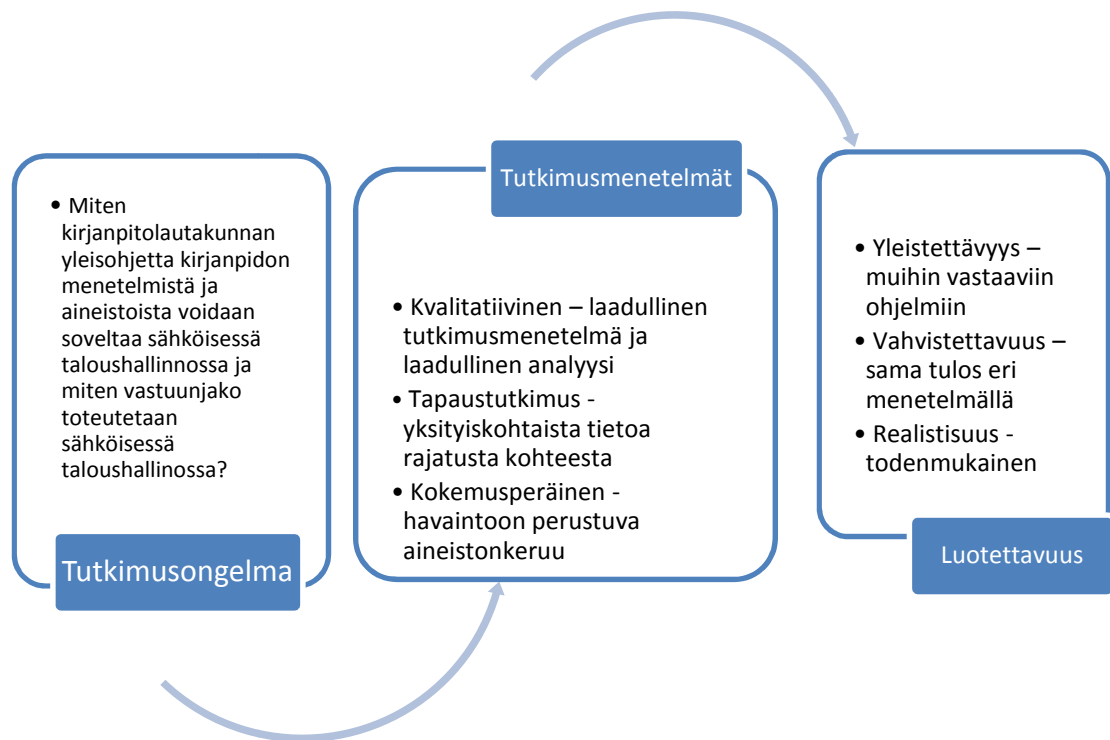 • Miten
kirjanpitolautakunnan
yleisohjetta kirjanpidon
menetelmistä ja
aineistoista voidaan
soveltaa sähköisessä
taloushallinnossa ja
miten vastuunjako
toteutetaan
sähköisessä
taloushallinossa?
Tutkimusongelma
Tutkimusmenetelmät
• Kvalitatiivinen – laadullinen
tutkimusmenetelmä ja
laadullinen analyysi
• Tapaustutkimus -
yksityiskohtaista tietoa
rajatusta kohteesta
• Kokemusperäinen -
havaintoon perustuva
aineistonkeruu
• Yleistettävyys –
muihin vastaaviin
ohjelmiin
• Vahvistettavuus –
sama tulos eri
menetelmällä
• Realistisuus -
todenmukainen
Luotettavuus